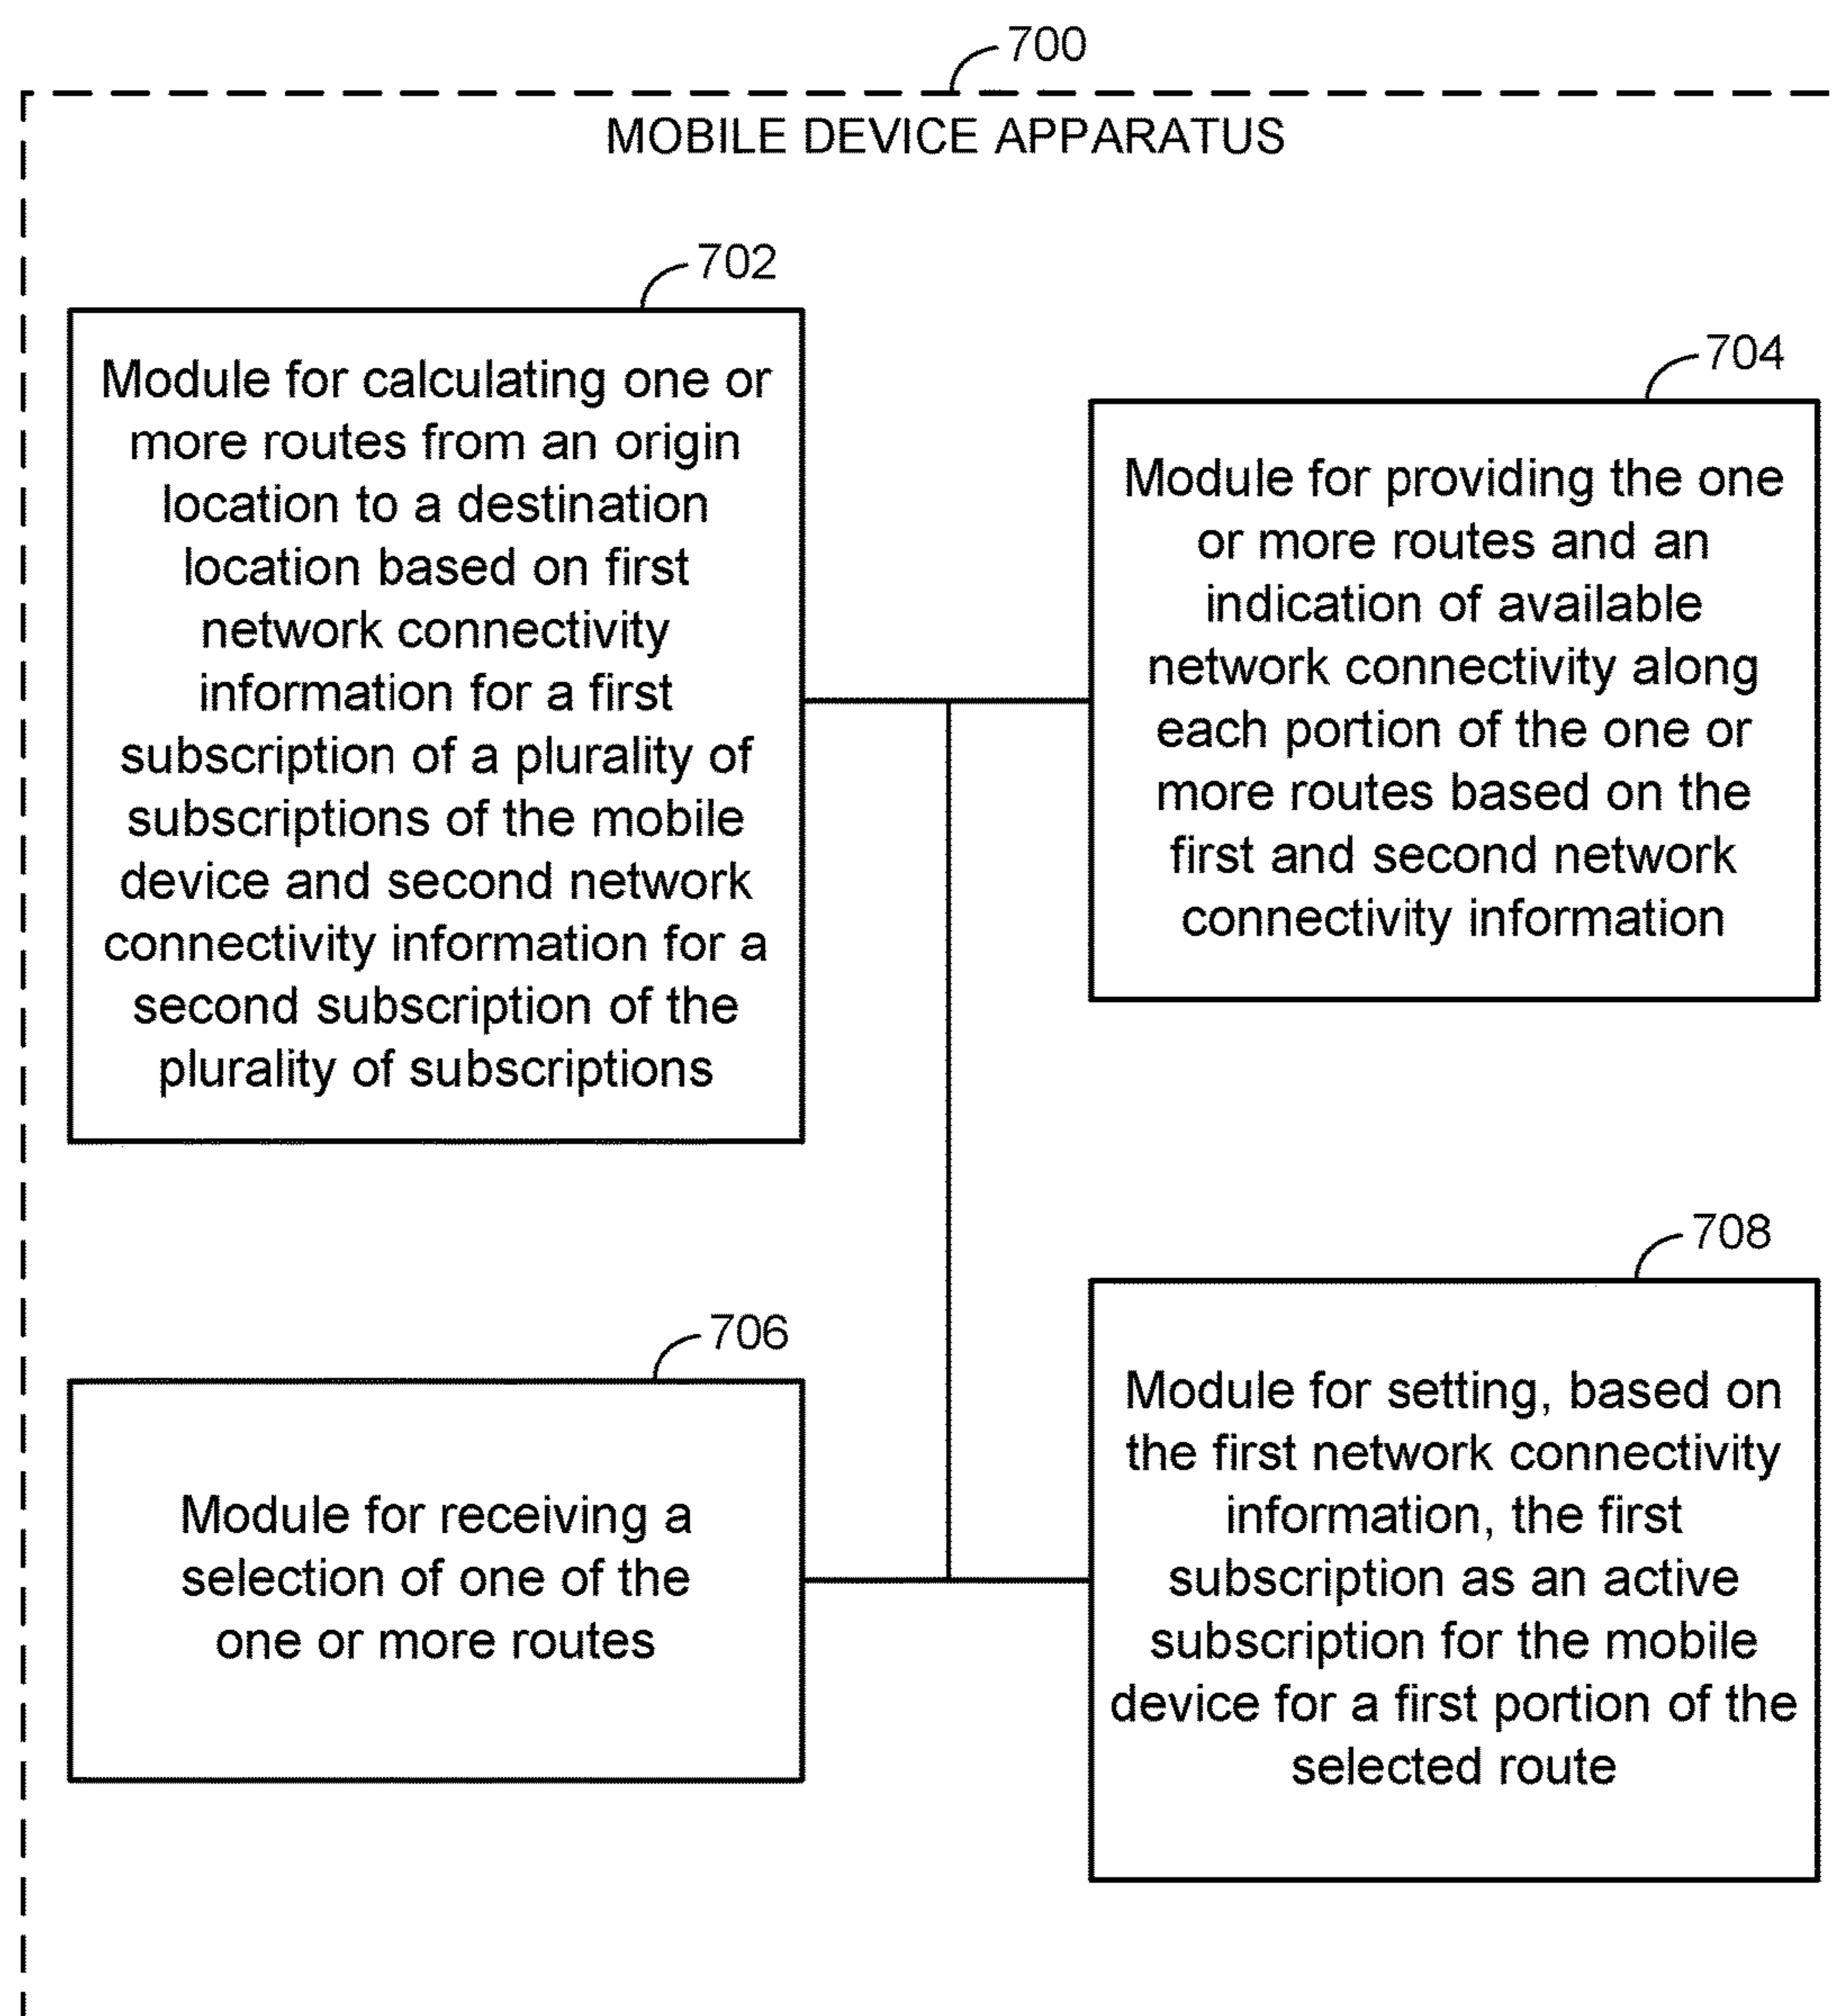 700
MOBILE DEVICE APPARATUS
702
Module for calculating one or
more routes from an origin
location to a destination
location based on first
network connectivity
information for a first
subscription of a plurality of
subscriptions of the mobile
device and second network
connectivity information for a
second subscription of the
plurality of subscriptions
704
Module for providing the one
or more routes and an
indication of available
network connectivity along
each portion of the one or
more routes based on the
first and second network
connectivity information
706
Module for receiving a
selection of one of the
one or more routes
708
Module for setting, based on
the first network connectivity
information, the first
subscription as an active
subscription for the mobile
device for a first portion of the
selected route